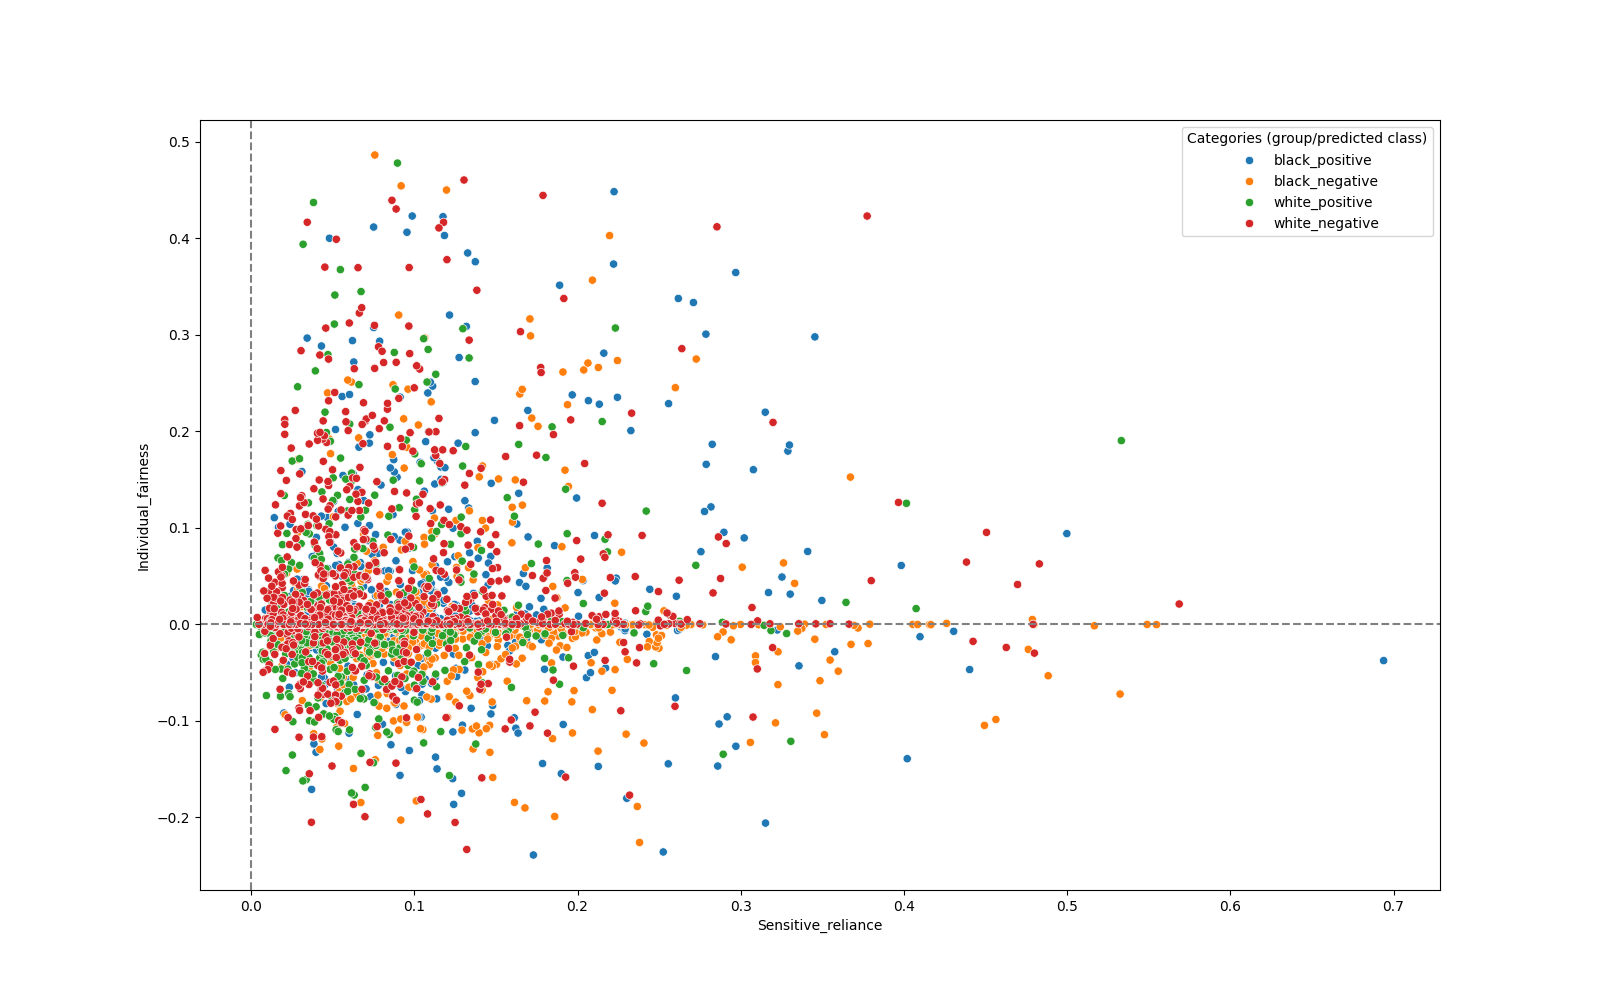 Categories (group/predicted class)
black_positive
black_negative
white_positive
white_negative
0.5
0.4
0.3
0.2
0.1
0.0
−0.1
−0.2
Individual_fairness
0.0 0.1 0.2 0.3 0.4 0.5 0.6 0.7
Sensitive_reliance